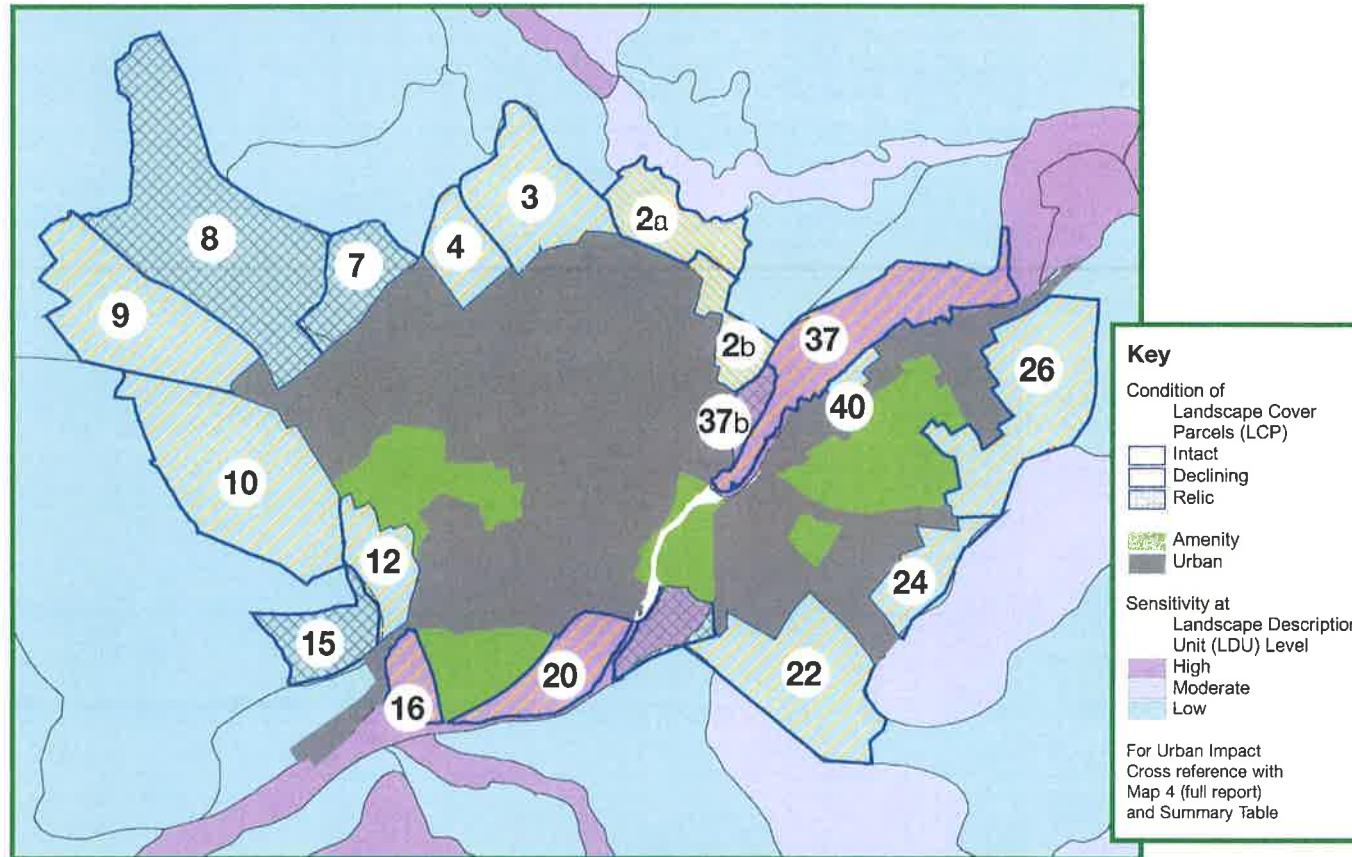 8
3
2a
4
7
9
2b
37
26
37b
40
10
12
24
15
22
20
16
Key
Condition of
Landscape Cover
Parcels (LCP)
Intact
Declining
Relic
Amenity
Urban
Sensitivity at
Landscape Description
Unit (LDU) Level
High
Moderate
Low
For Urban Impact
Cross reference with
Map 4 (full report)
and Summary Table